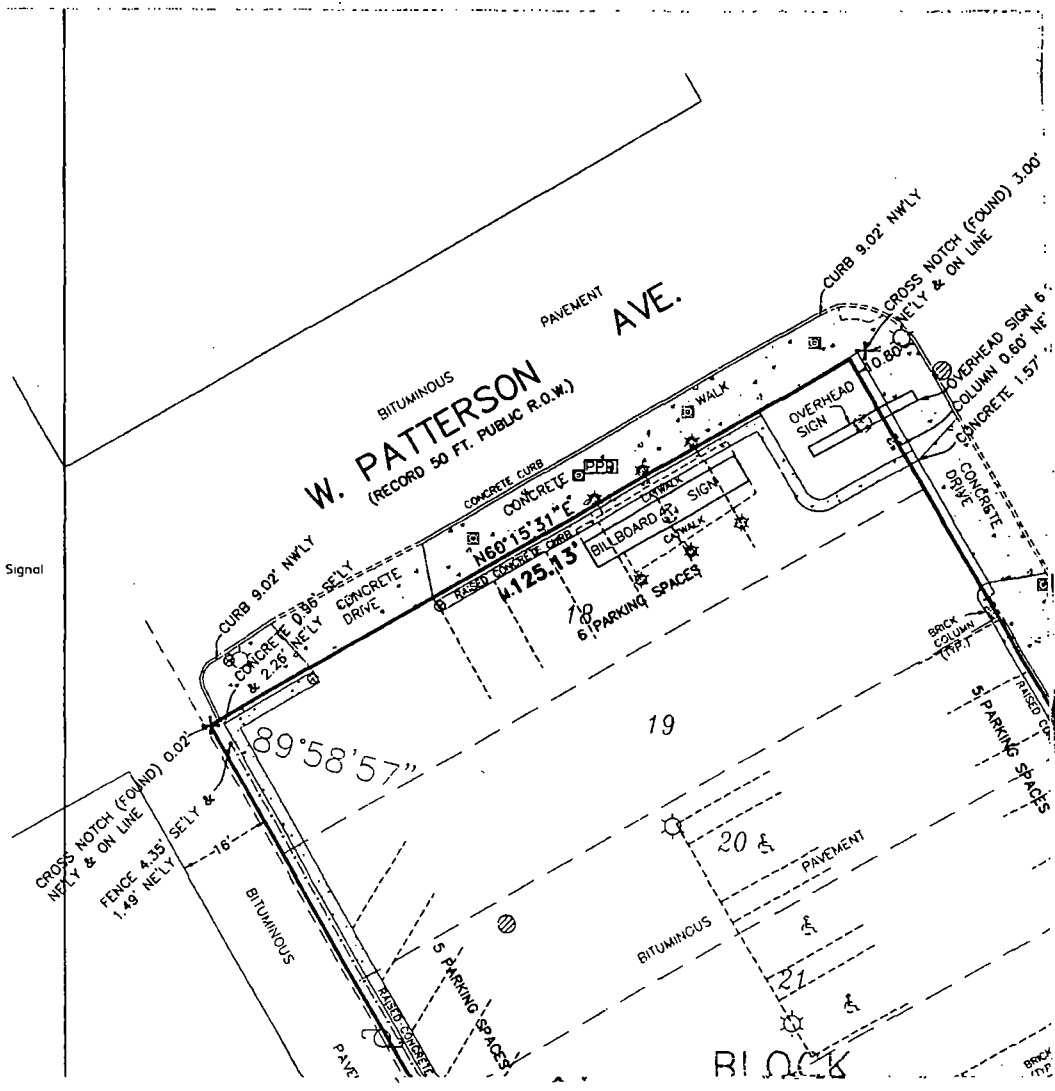 Signal
BITUMINOUS
PAVEMENT
W. PATTERSON
AVE.
(RECORD 50 FT. PUBLIC R.O.W.)
CURB 9.02' NW'LY
CROSS NOTCH (FOUND) 3.00'
NE'LY & ON LINE
OVERHEAD SIGN
COLUMN 0.60' NE'
CONCRETE 1.57'
0.80'
OVERHEAD
SIGN
WALK
CONCRETE
PPB
CONCRETE CURB
N60°15'31"E
RAISED CONCRETE CURB
125.13'
CATWALK
BILLBOARD
SIGN
CATWALK
18
6 PARKING SPACES
CONCRETE
DRIVE
CONCRETE
DRIVE
CURB 9.02' NW'LY
CONCRETE 0.96' SE'LY
& 2.26' NE'LY
BRICK
COLUMN
(TYP.)
19
89°58'57"
CROSS NOTCH (FOUND) 0.02'
NE'LY & ON LINE
FENCE 4.35' SE'LY &
1.49' NE'LY
16'
BITUMINOUS
RAISED
5 PARKING SPACES
20
PAVEMENT
BITUMINOUS
21
5 PARKING SPACES
RAISED CONCRETE
BLOCK
BRICK